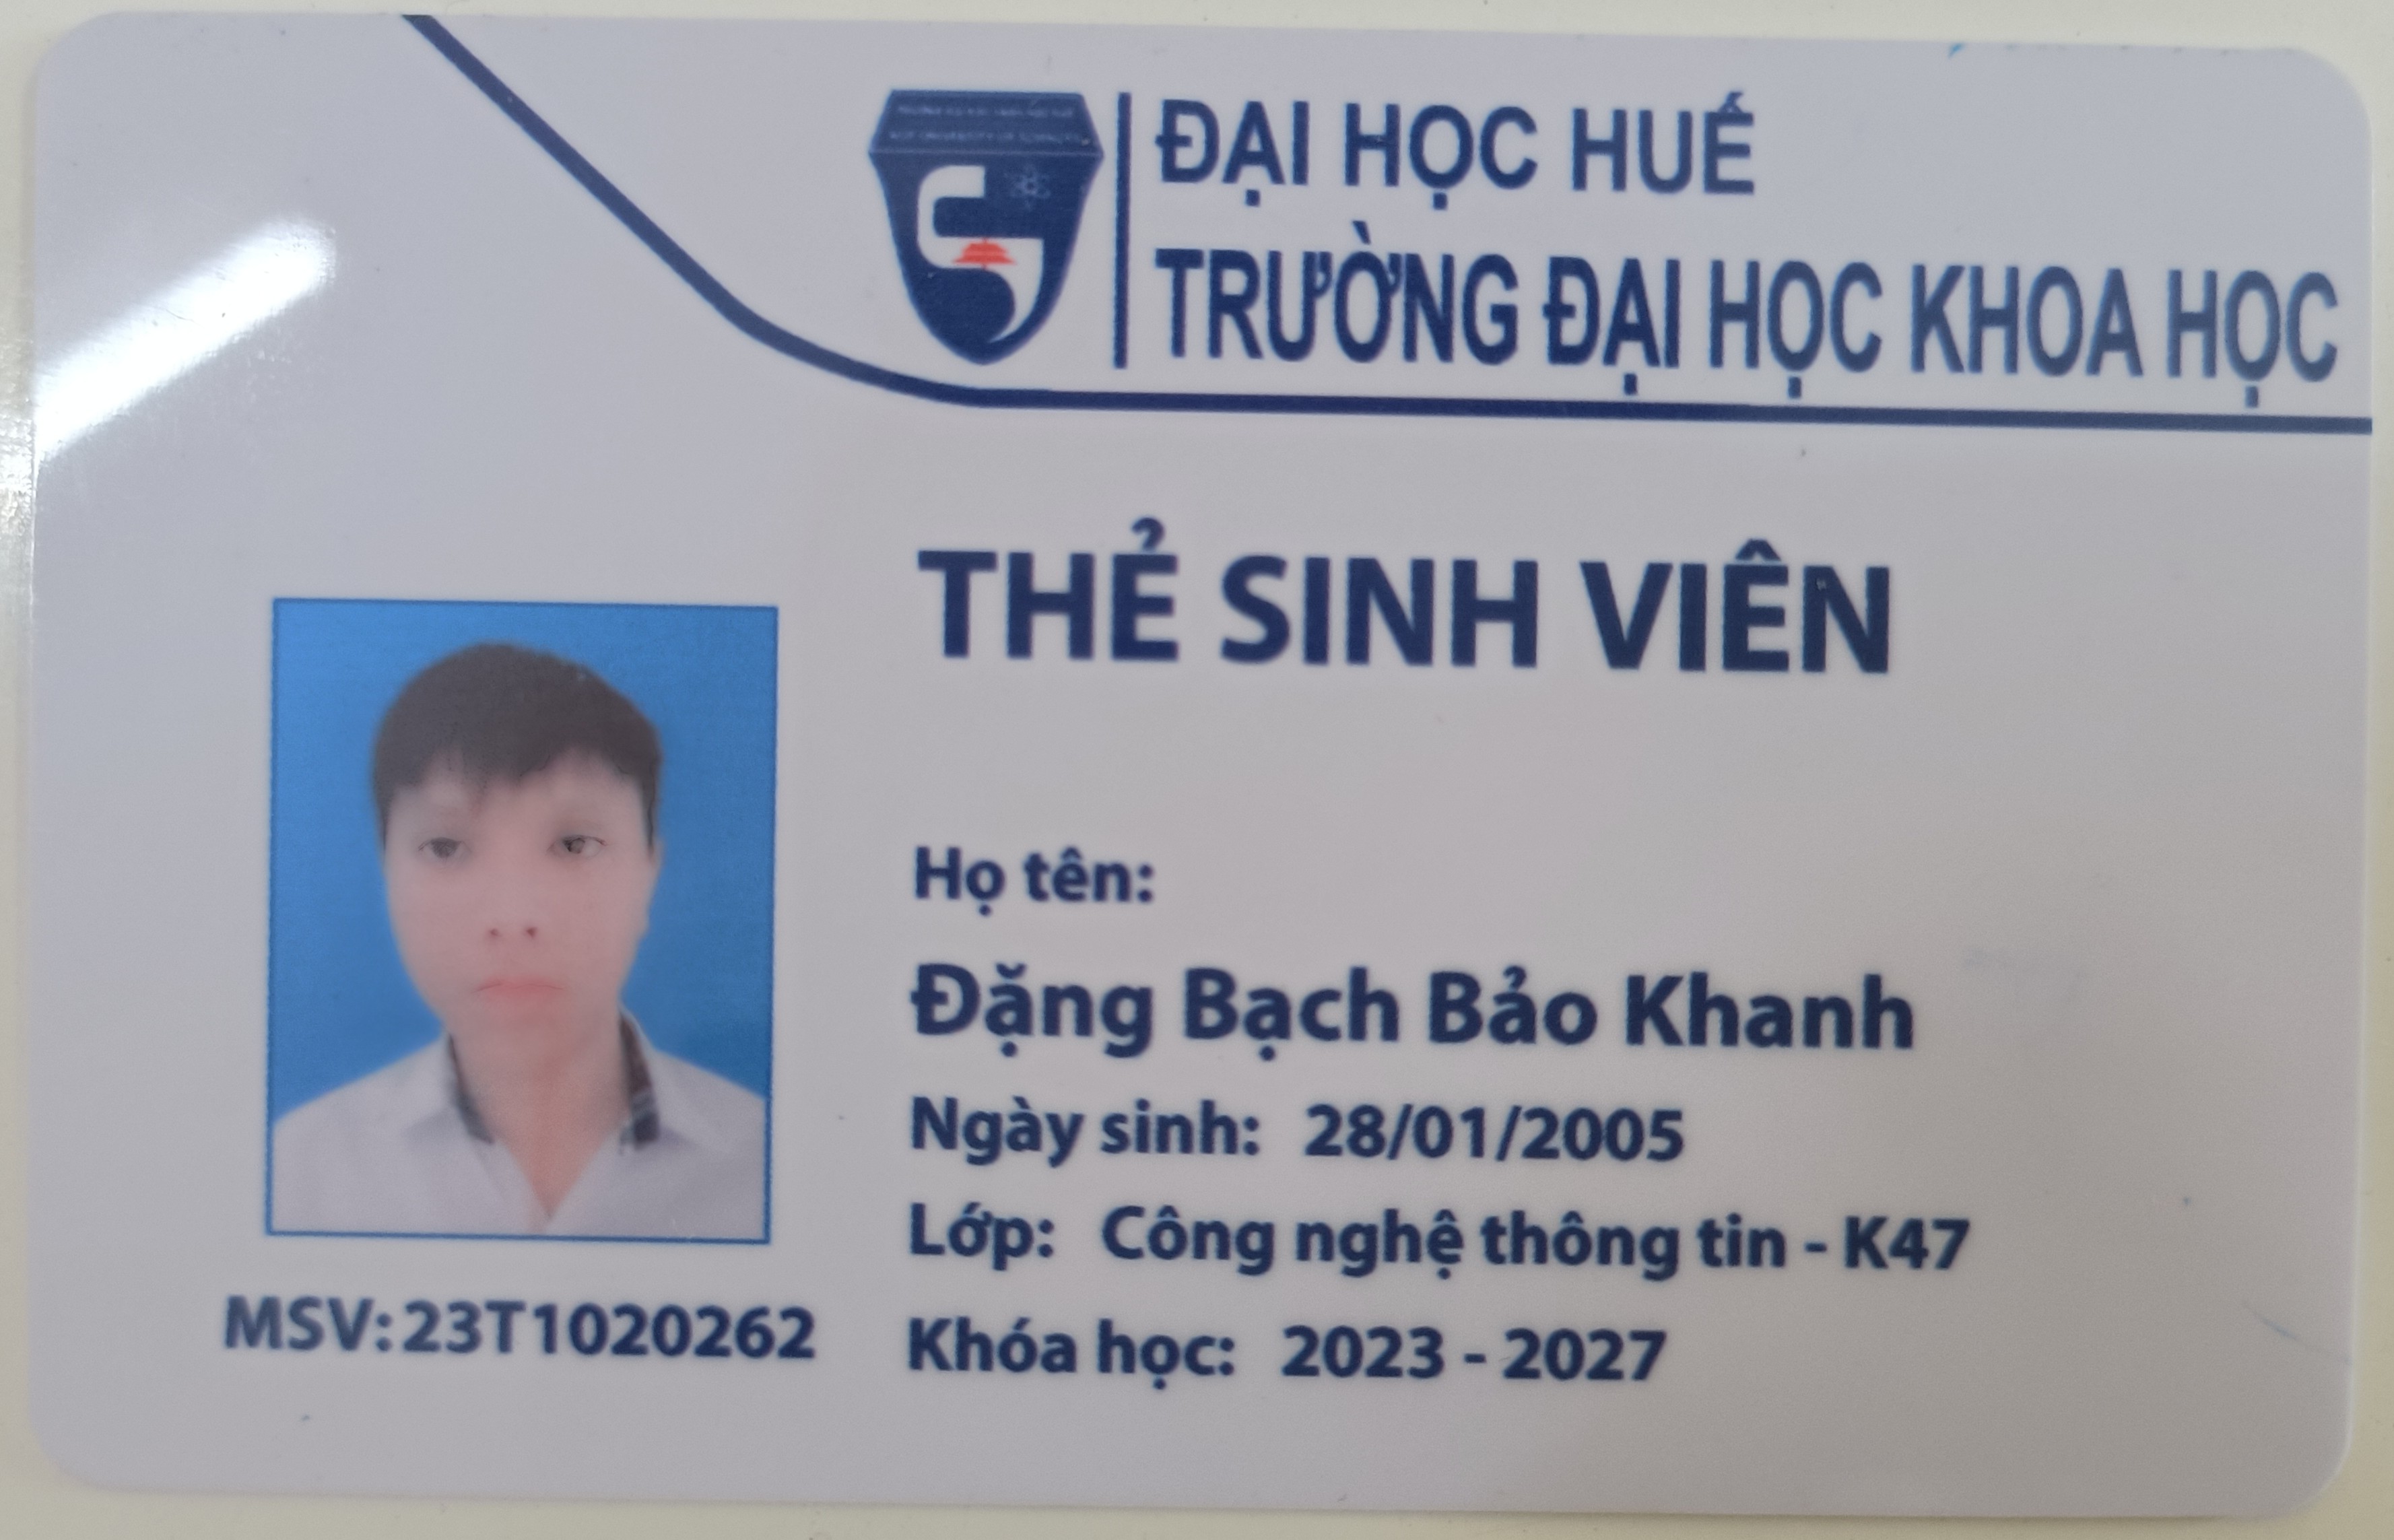 ĐẠI HỌC HUẾ
TRƯỜNG ĐẠI HỌC KHOA HỌC
THẺ SINH VIÊN
Họ tên:
Đặng Bạch Bảo Khanh
Ngày sinh: 28/01/2005
Lớp: Công nghệ thông tin - K47
MSV:23T1020262
Khóa học: 2023 - 2027